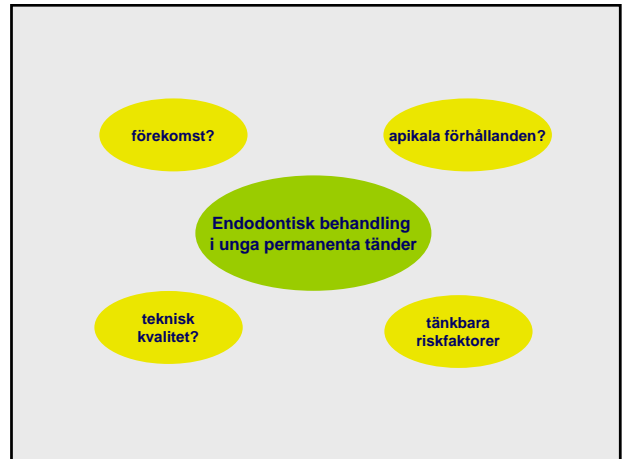 förekomst?
apikala förhållanden?
Endodontisk behandling
i unga permanenta tänder
teknisk
kvalitet?
tänkbara
riskfaktorer